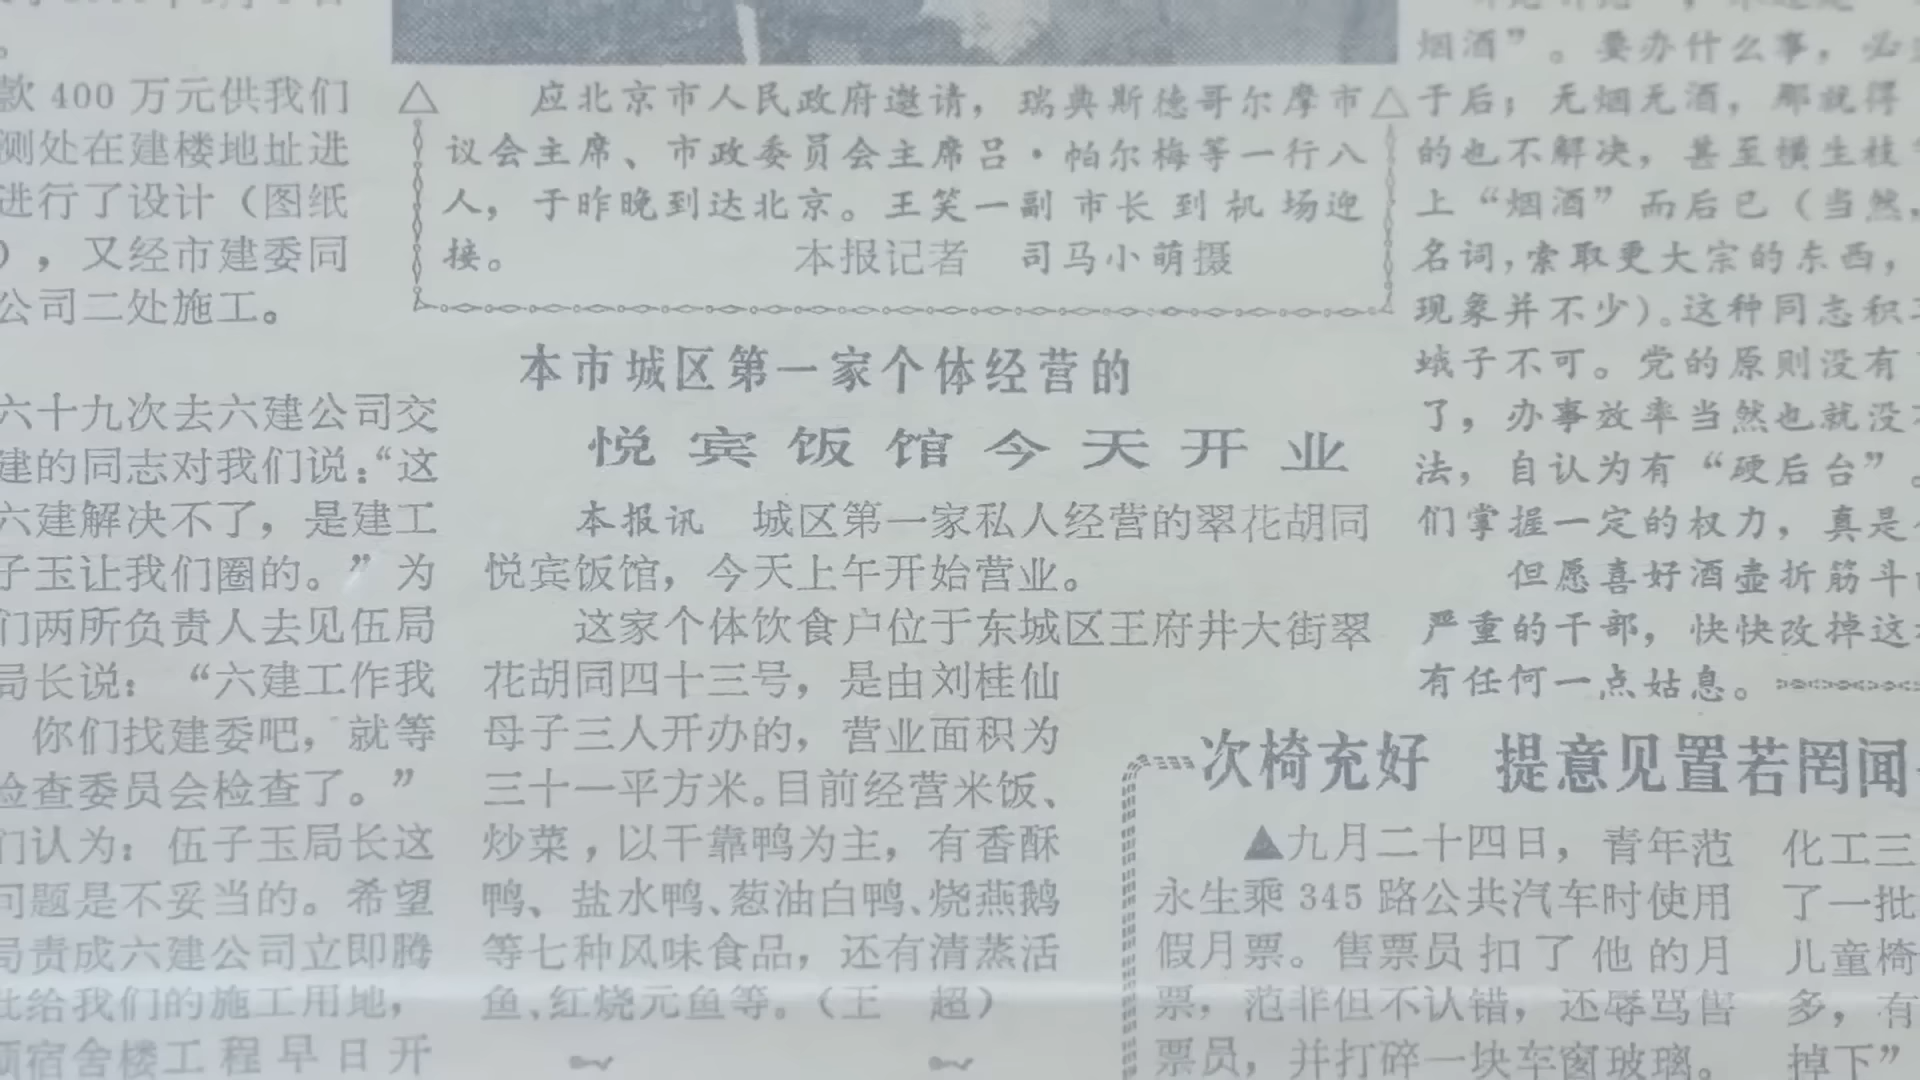 款400万元供我们
测处在建楼地址进
进行了设计（图纸
），又经市建委同
公司二处施工。
六十九次去六建公司交
建的同志对我们说：“这
六建解决不了，是建工
子玉让我们圈的。”为
们两所负责人去见伍局
局长说：“六建工作我
你们找建委吧，就等
检查委员会检查了。”
们认为：伍子玉局长这
问题是不妥当的。希望
局责成六建公司立即腾
批给我们的施工用地，
宿舍楼工程早日开
应北京市人民政府邀请，瑞典斯德哥尔摩市
议会主席、市政委员会主席吕·帕尔梅等一行八
人，于昨晚到达北京。王笑一副市长到机场迎
接。 本报记者 司马小萌摄
本市城区第一家个体经营的
悦宾饭馆今天开业
本报讯 城区第一家私人经营的翠花胡同
悦宾饭馆，今天上午开始营业。
这家个体饮食户位于东城区王府井大街翠
花胡同四十三号，是由刘桂仙
母子三人开办的，营业面积为
三十一平方米。目前经营米饭、
炒菜，以干靠鸭为主，有香酥
鸭、盐水鸭、葱油白鸭、烧燕鹅
等七种风味食品，还有清蒸活
鱼、红烧元鱼等。（王 超）
烟酒”。要办什么事，必
于后；无烟无酒，那就得
的也不解决，甚至横生枝
上“烟酒”而后已（当然，
名词，索取更大宗的东西，
现象并不少）。这种同志积
蛾子不可。党的原则没有
了，办事效率当然也就没
法，自认为有“硬后台”。
们掌握一定的权力，真是
但愿喜好酒壶折筋斗
严重的干部，快快改掉这
有任何一点姑息。
次椅充好 提意见置若罔闻
▲九月二十四日，青年范
永生乘345路公共汽车时使用
假月票。售票员扣了他的月
票，范非但不认错，还辱骂售
票员，并打碎一块车窗玻璃。
化工三
了一批
儿童椅
多，有
掉下”